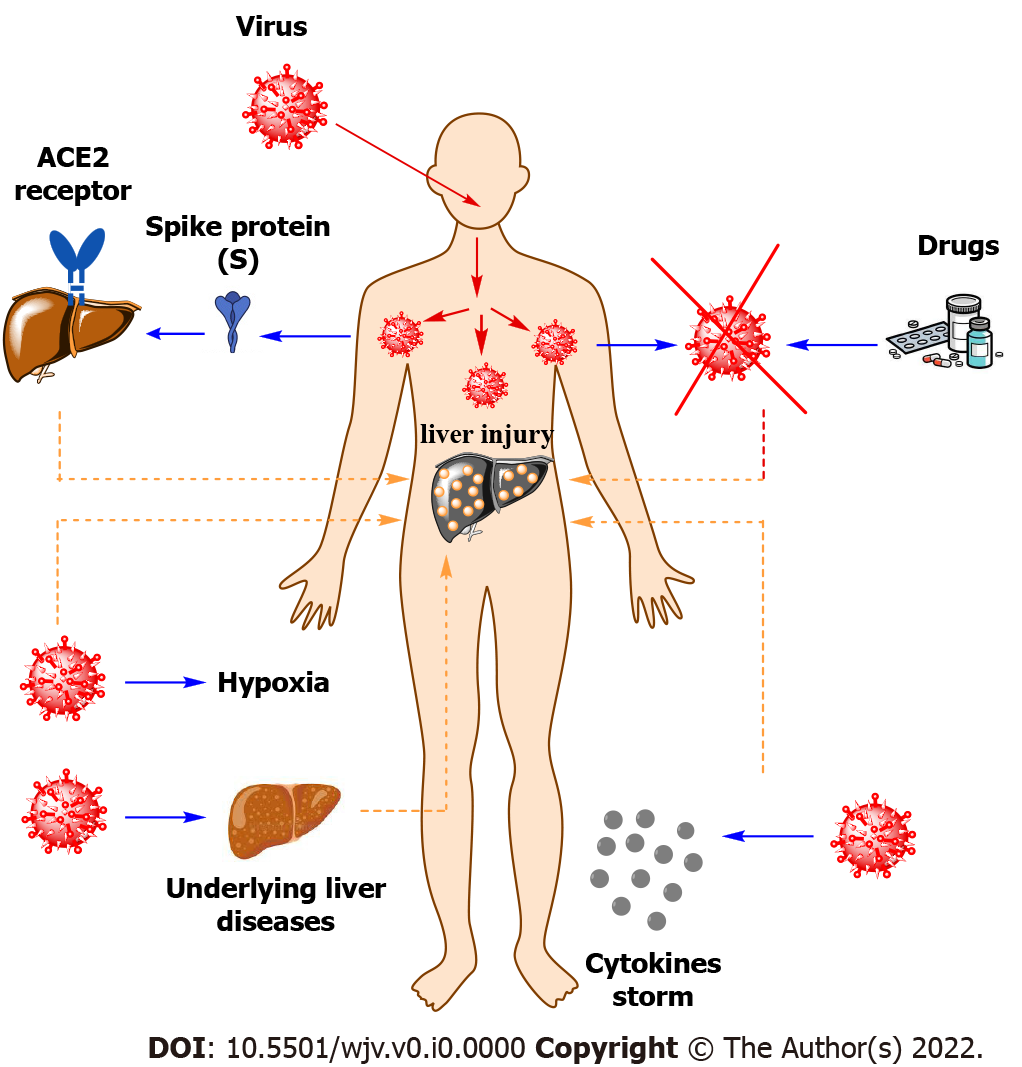 Virus
ACE2
receptor
Spike protein
(S)
Drugs
liver injury
Hypoxia
Underlying liver
diseases
Cytokines
storm
DOI: 10.5501/wjv.v0.i0.0000 Copyright © The Author(s) 2022.